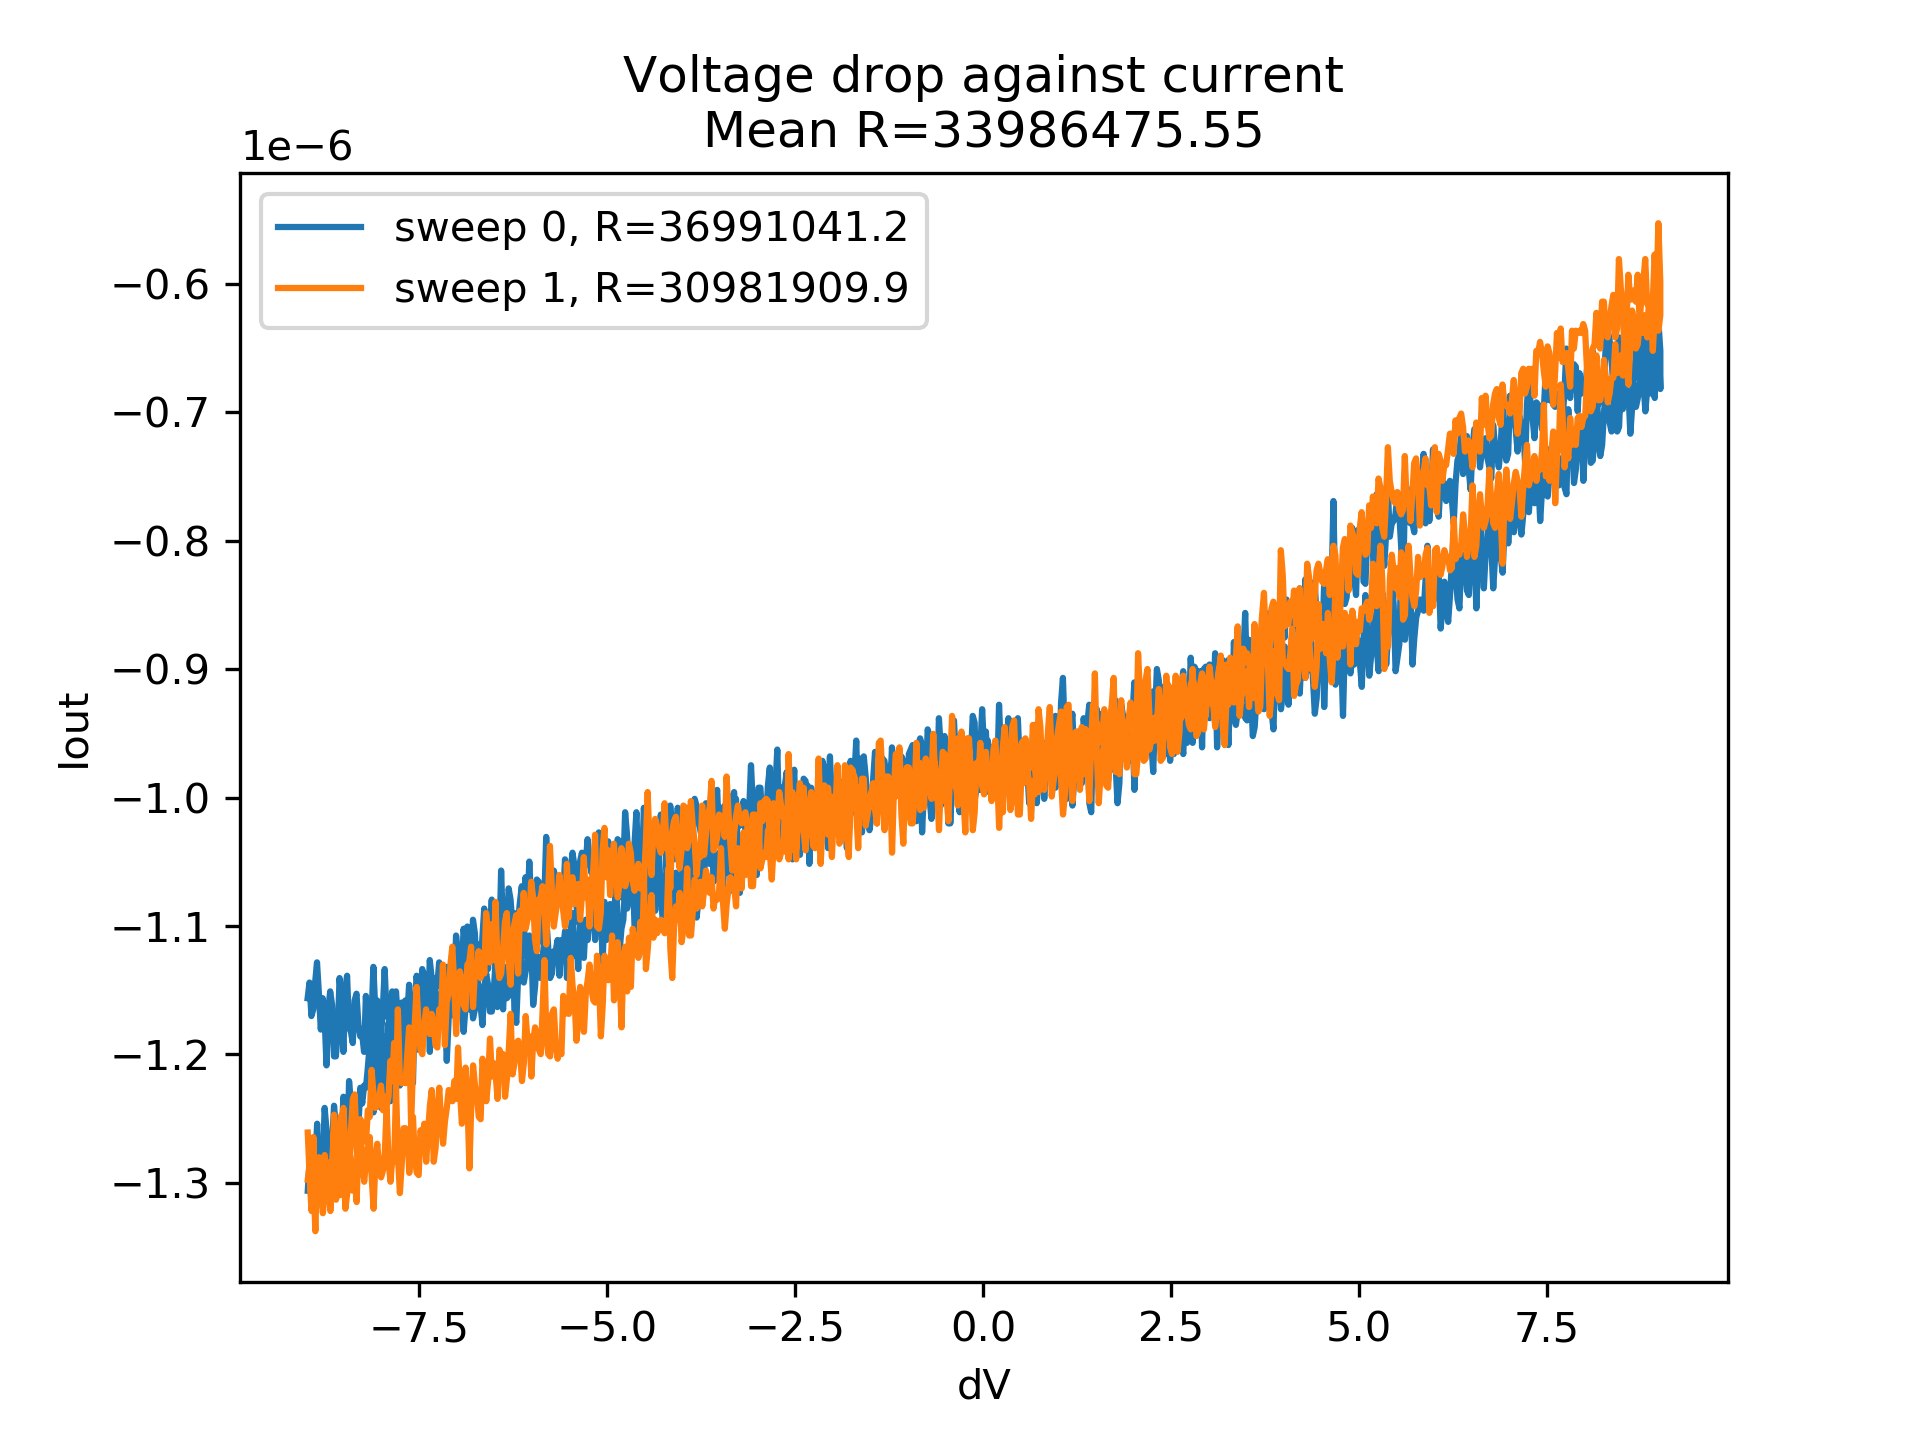 Voltage drop against current
Mean R=33986475.55
1e−6
sweep 0, R=36991041.2
sweep 1, R=30981909.9
−0.6
−0.7
−0.8
−0.9
−1.0
−1.1
−1.2
−1.3
Iout
−7.5 −5.0 −2.5 0.0 2.5 5.0 7.5
dV